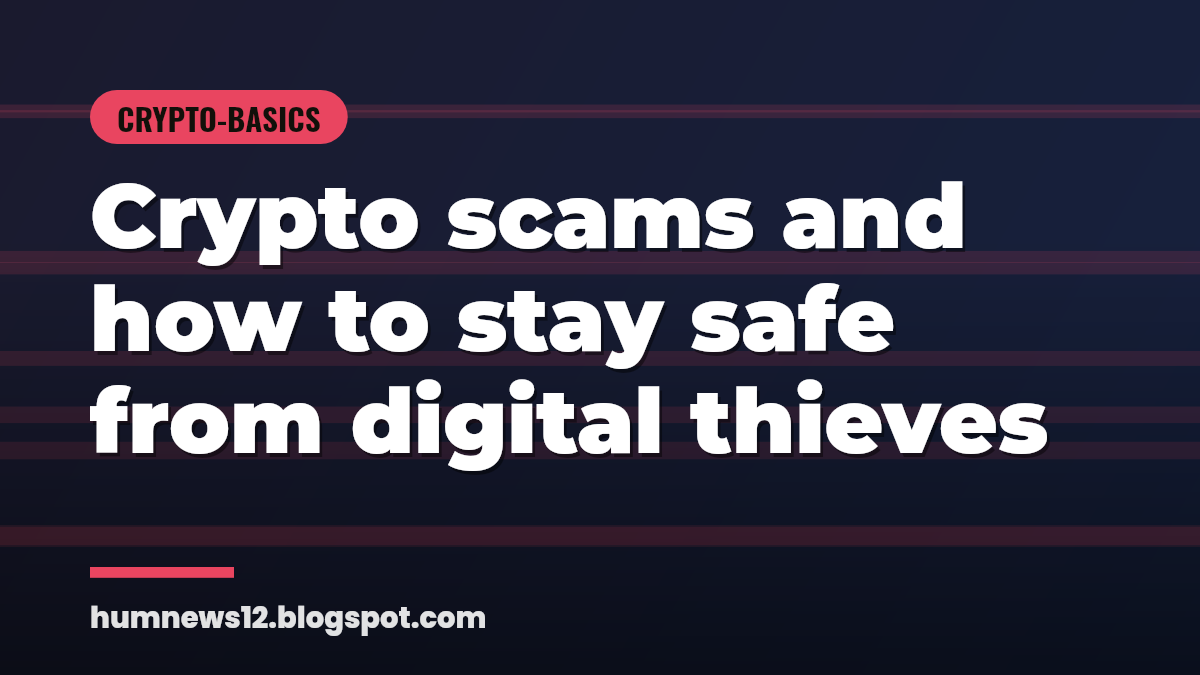 CRYPTO-BASICS
Crypto scams and
how to stay safe
from digital thieves
humnews12.blogspot.com